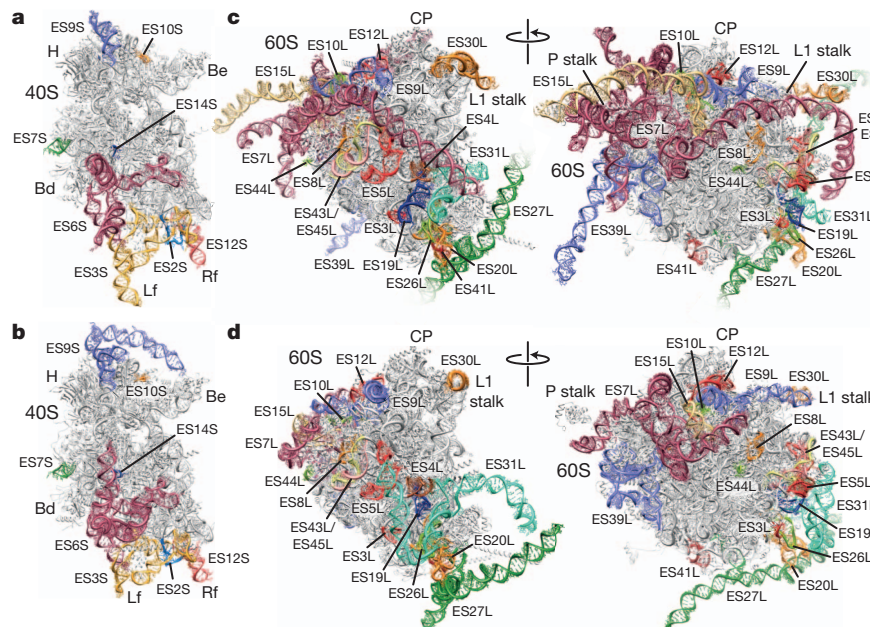 a
ES9S
ES10S
H
Be
40S
ES14S
ES7S
Bd
ES6S
ES12S
ES3S
ES2S
Lf
Rf
b
ES9S
H
ES10S
Be
40S
ES14S
ES7S
Bd
ES6S
ES12S
ES3S
ES2S
Lf
Rf
c
CP
60S
ES12L
ES10L
ES30L
ES15L
ES9L
L1 stalk
ES4L
ES7L
ES31L
ES44L
ES8L
ES5L
ES43L/
ES45L
ES27L
ES3L
ES39L
ES19L
ES20L
ES26L
ES41L
CP
ES10L
ES12L
L1 stalk
P stalk
ES9L
ES30L
ES15L
ES7L
ES8L
60S
ES44L
ES3L
ES31L
ES19L
ES39L
ES26L
ES41L
ES20L
ES27L
d
CP
60S
ES12L
ES30L
ES10L
L1
stalk
ES15L
ES9L
ES7L
ES4L
ES31L
ES44L
ES8L
ES5L
ES43L/
ES45L
ES3L
ES20L
ES19L
ES26L
ES27L
CP
ES10L
ES12L
ES15L
P stalk
ES7L
ES9L
ES30L
L1 stalk
ES8L
ES43L/
ES45L
60S
ES44L
ES5L
ES39L
ES3L
ES19
ES26L
ES41L
ES20L
ES27L